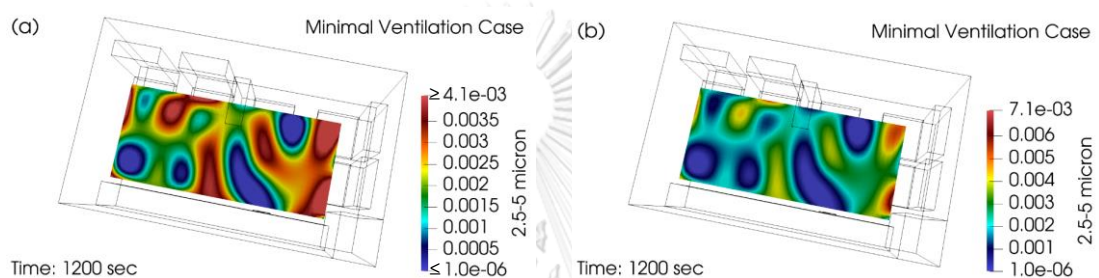 (a)
Minimal Ventilation Case
≥ 4.1e-03
0.0035
0.003
0.0025
0.002
0.0015
0.001
0.0005
≤ 1.0e-06
2.5-5 micron
Time: 1200 sec
(b)
Minimal Ventilation Case
7.1e-03
0.006
0.005
0.004
0.003
0.002
0.001
1.0e-06
2.5-5 micron
Time: 1200 sec